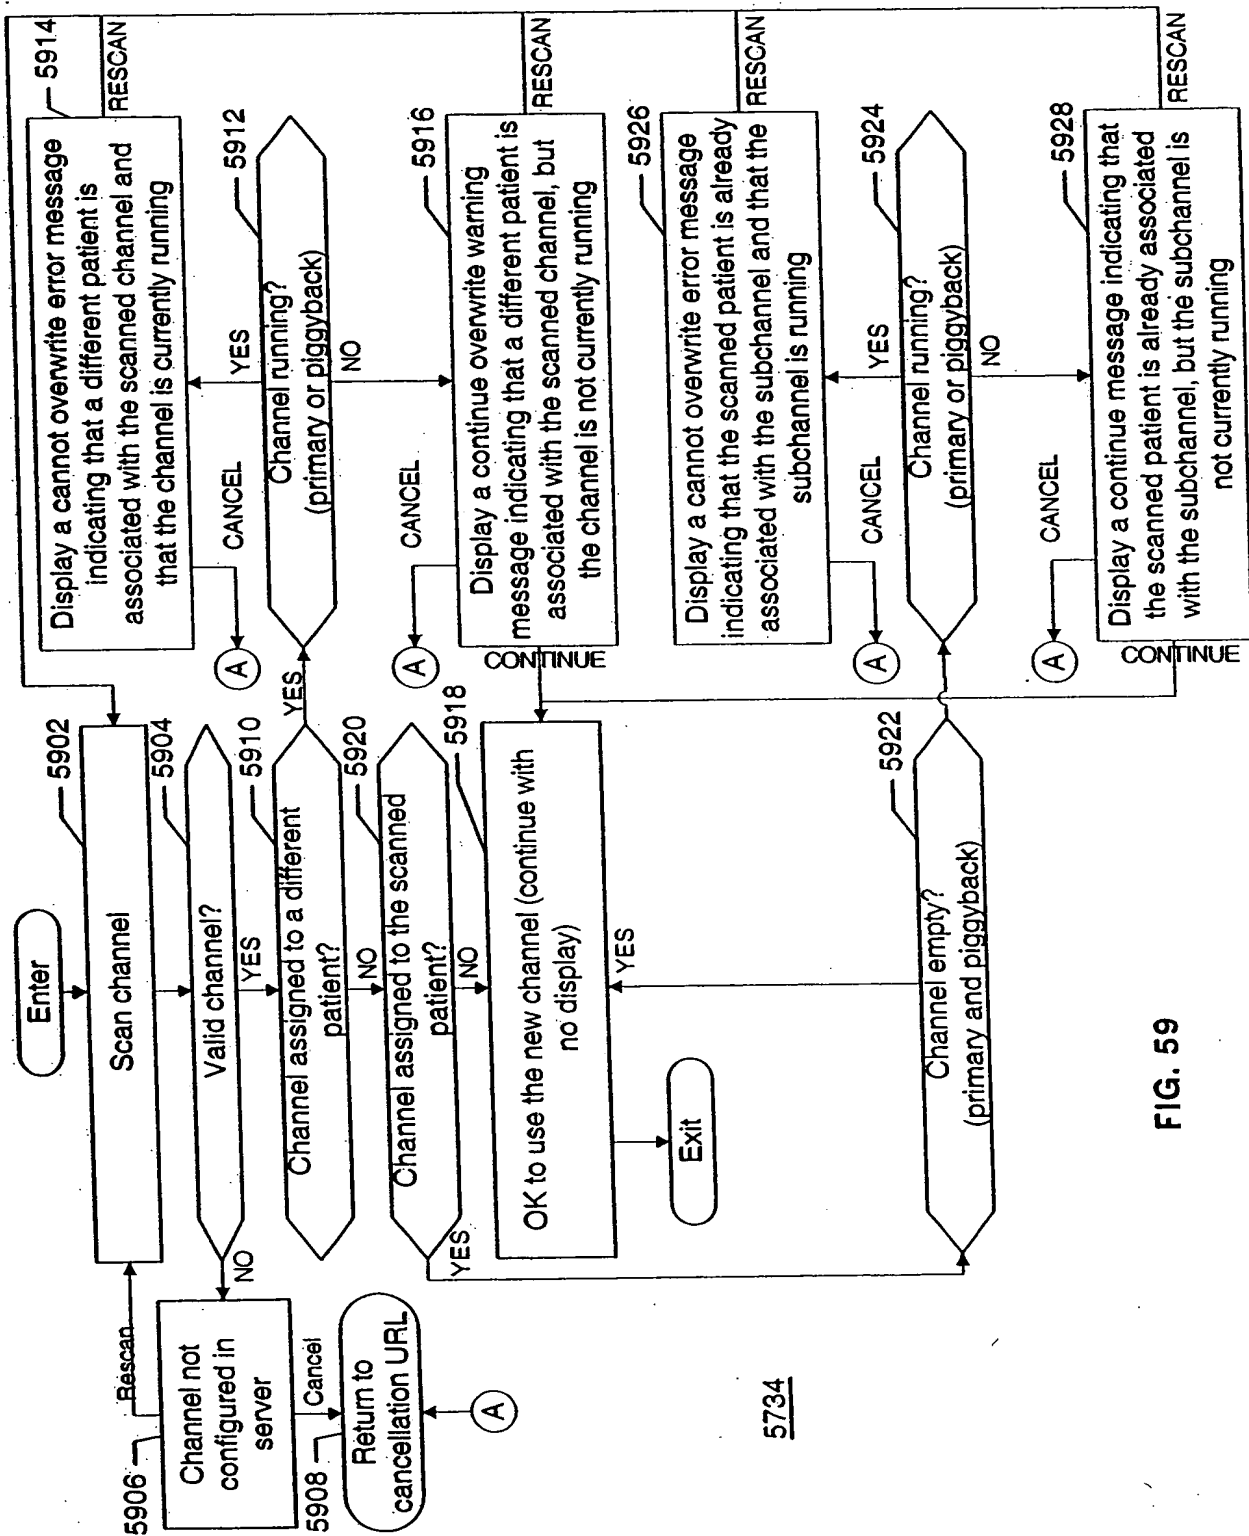 Enter
5902
Scan channel
5904
Valid channel?
NO
YES
Rescan
5906
Channel not
configured in
server
Cancel
5908
Return to
cancellation URL
A
5910
Channel assigned to a different
patient?
YES
NO
5920
Channel assigned to the scanned
patient?
YES
NO
5918
OK to use the new channel (continue with
no display)
YES
Exit
5922
Channel empty?
(primary and piggyback)
5914
Display a cannot overwrite error message
indicating that a different patient is
associated with the scanned channel and
that the channel is currently running
RESCAN
CANCEL
A
YES
5912
Channel running?
(primary or piggyback)
NO
CANCEL
A
5916
Display a continue overwrite warning
message indicating that a different patient is
associated with the scanned channel, but
the channel is not currently running
RESCAN
CONTINUE
5926
Display a cannot overwrite error message
indicating that the scanned patient is already
associated with the subchannel and that the
subchannel is running
RESCAN
CANCEL
A
YES
5924
Channel running?
(primary or piggyback)
NO
CANCEL
A
5928
Display a continue message indicating that
the scanned patient is already associated
with the subchannel, but the subchannel is
not currently running
RESCAN
CONTINUE
5734
FIG. 59